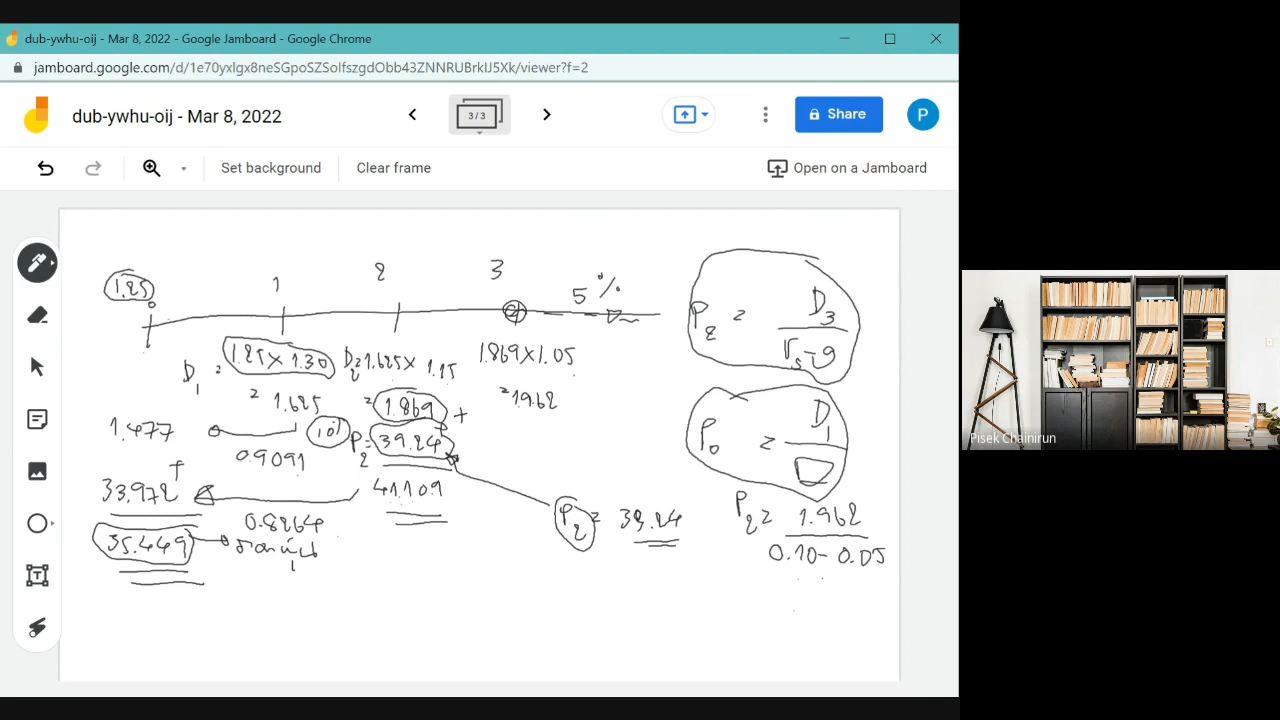 dub-ywhu-oij - Mar 8, 2022 - Google Jamboard - Google Chrome
jamboard.google.com/d/1e70yxlgx8neSGpoSZSolfszgdObb43ZNNRUBrklJ5Xk/viewer?f=2
dub-ywhu-oij - Mar 8, 2022
3 / 3
Share
P
Set background
Clear frame
Open on a Jamboard
1.25
0
1
2
3
5 %
D1 = 1.25 x 1.30
= 1.625
D2 = 1.625 x 1.15
= 1.869 +
1.869 x 1.05
= 1962
1.477
0.9091
10%
P2 = 39.24
41.109
33.972 +
0.8264
35.449
P2 = 39.24
P2 = D3 / rs - g
P0 = D1 /
P2 = 1.962 / 0.10 - 0.05
Pisek Chainirun